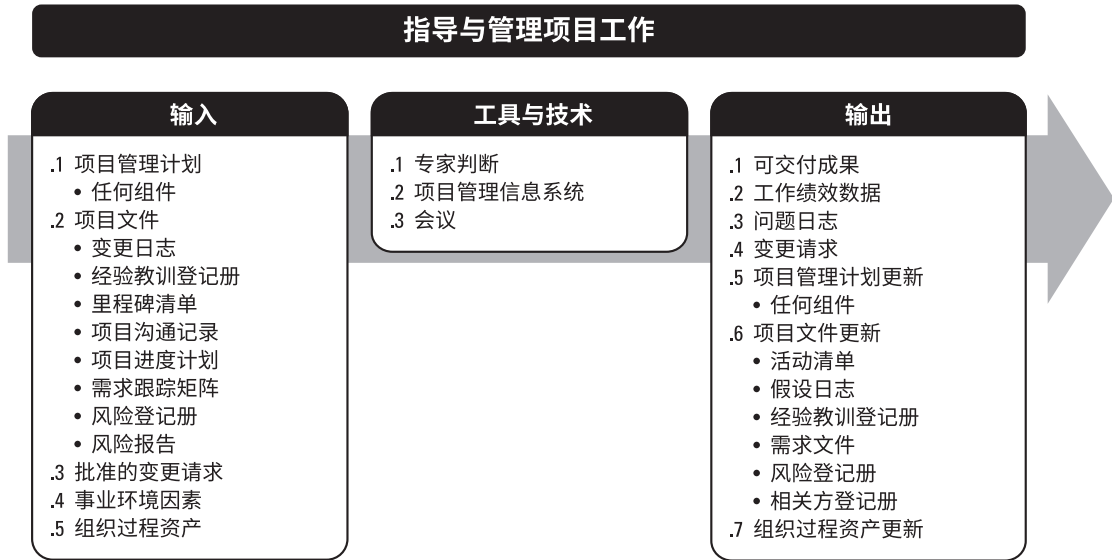 指导与管理项目工作
输入
.1 项目管理计划
• 任何组件
.2 项目文件
• 变更日志
• 经验教训登记册
• 里程碑清单
• 项目沟通记录
• 项目进度计划
• 需求跟踪矩阵
• 风险登记册
• 风险报告
.3 批准的变更请求
.4 事业环境因素
.5 组织过程资产
工具与技术
.1 专家判断
.2 项目管理信息系统
.3 会议
输出
.1 可交付成果
.2 工作绩效数据
.3 问题日志
.4 变更请求
.5 项目管理计划更新
• 任何组件
.6 项目文件更新
• 活动清单
• 假设日志
• 经验教训登记册
• 需求文件
• 风险登记册
• 相关方登记册
.7 组织过程资产更新